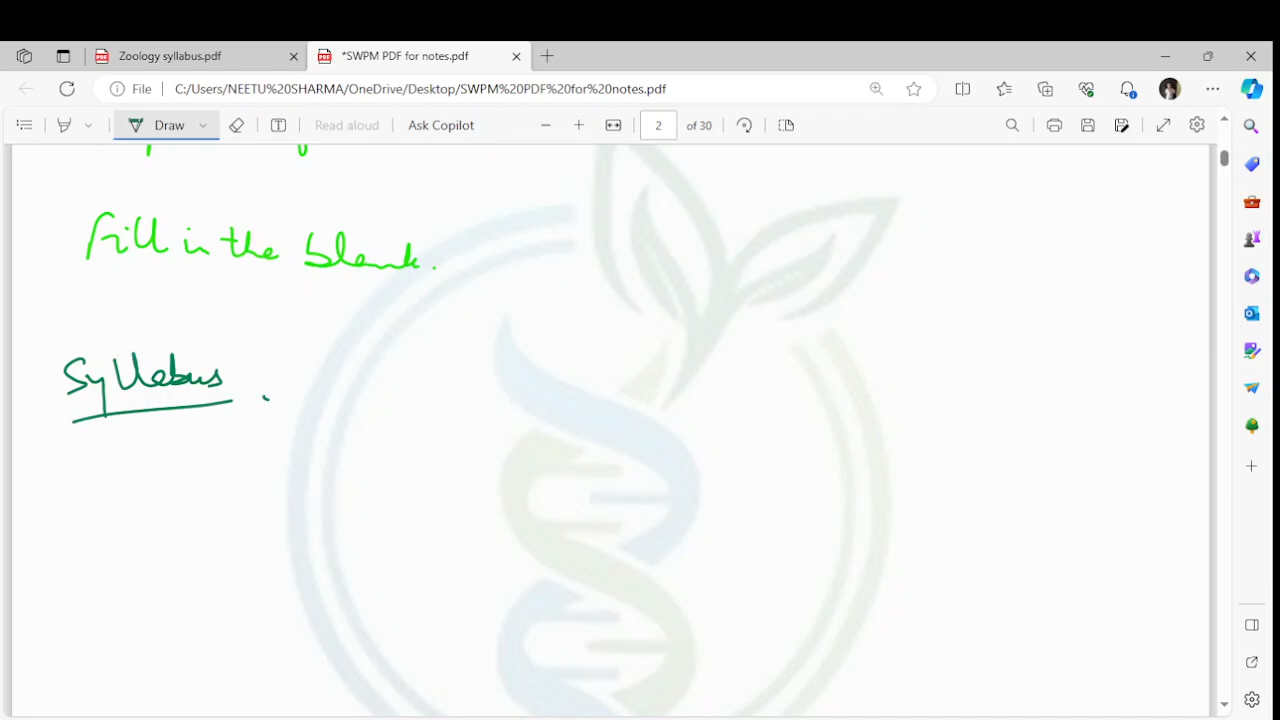 Zoology syllabus.pdf
*SWPM PDF for notes.pdf
File
C:/Users/NEETU%20SHARMA/OneDrive/Desktop/SWPM%20PDF%20for%20notes.pdf
Draw
Read aloud
Ask Copilot
2
of 30
fill in the blank.
Syllabus